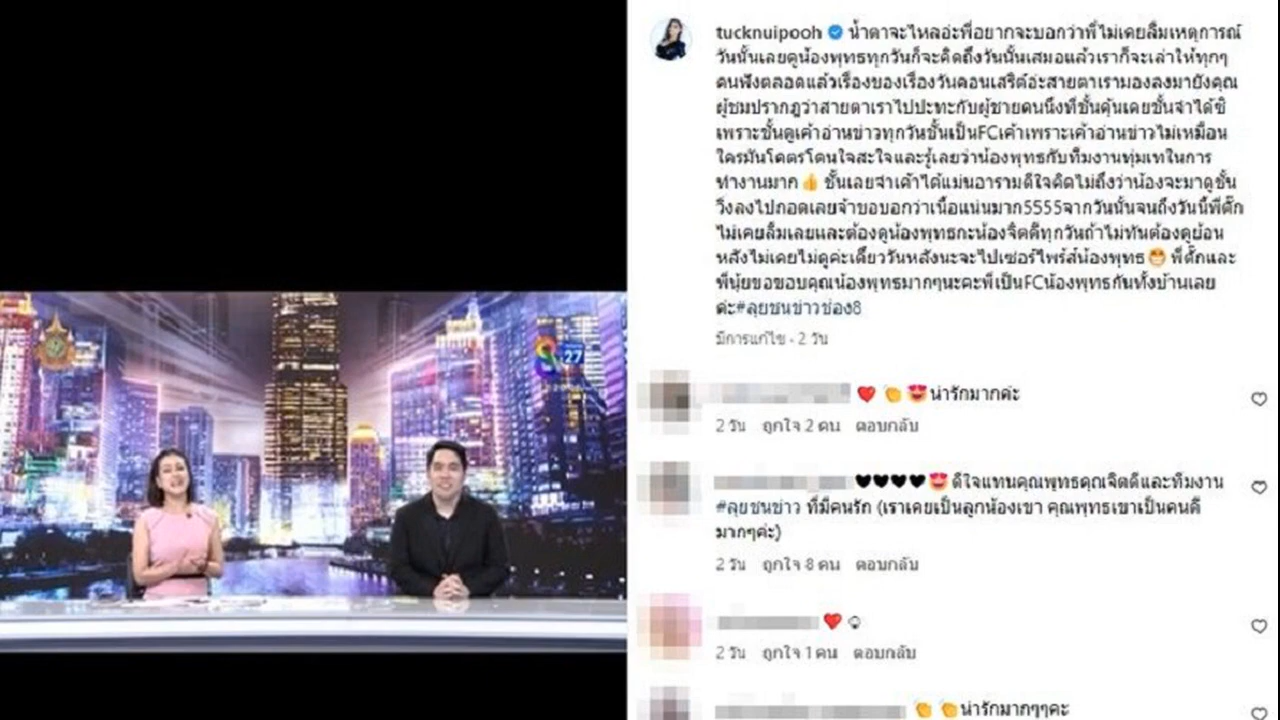 tucknuipooh น้ำตาจะไหลอ่ะพี่อยากจะบอกว่าพี่ไม่เคยลืมเหตุการณ์
วันนั้นเลยดูน้องพุทธทุกวันก็จะคิดถึงวันนั้นเสมอแล้วเราก็จะเล่าให้ทุกๆ
คนฟังตลอดแล้วเรื่องของเรื่องวันคอนเสริต์อ่ะสายตาเรามองลงมายังคุณ
ผู้ชมปรากฎว่าสายตาเราไปปะทะกับผู้ชายคนนึงที่ชั้นคุ้นเคยชั้นจำได้ซิ
เพราะชั้นดูเค้าอ่านข่าวทุกวันชั้นเป็นFCเค้าเพราะเค้าอ่านข่าวไม่เหมือน
ใครมันโคตรโดนใจสะใจและรู้เลยว่าน้องพุทธกับทีมงานทุ่มเทในการ
ทำงานมาก👍 ชั้นเลยจำเค้าได้แม่นอารามดีใจคิดไม่ถึงว่าน้องจะมาดูชั้น
วิ่งลงไปกอดเลยจ้าขอบอกว่าเนื้อแน่นมาก5555จากวันนั้นจนถึงวันนี้พี่ตั๊ก
ไม่เคยลืมเลยและต้องดูน้องพุทธกะน้องจิตดีทุกวันถ้าไม่ทันต้องดูย้อน
หลังไม่เคยไม่ดูค่ะเดี๋ยววันหลังนะจะไปเซอร์ไพร์ส์น้องพุทธ😁 พี่ตั๊กและ
พี่นุ้ยขอขอบคุณน้องพุทธมากๆนะคะพี่เป็นFCน้องพุทธกันทั้งบ้านเลย
ค่ะ#ลุยชนข่าวช่อง8
มีการแก้ไข • 2 วัน
❤️ 👏 😍น่ารักมากค่ะ
2 วัน ถูกใจ 2 คน ตอบกลับ
🖤🖤🖤🖤😍 ดีใจแทนคุณพุทธคุณจิตดีและทีมงาน
#ลุยชนข่าว ที่มีคนรัก (เราเคยเป็นลูกน้องเขา คุณพุทธเขาเป็นคนดี
มากๆค่ะ)
2 วัน ถูกใจ 8 คน ตอบกลับ
❤️
2 วัน ถูกใจ 1 คน ตอบกลับ
👏 👏น่ารักมากๆๆคะ
8 27